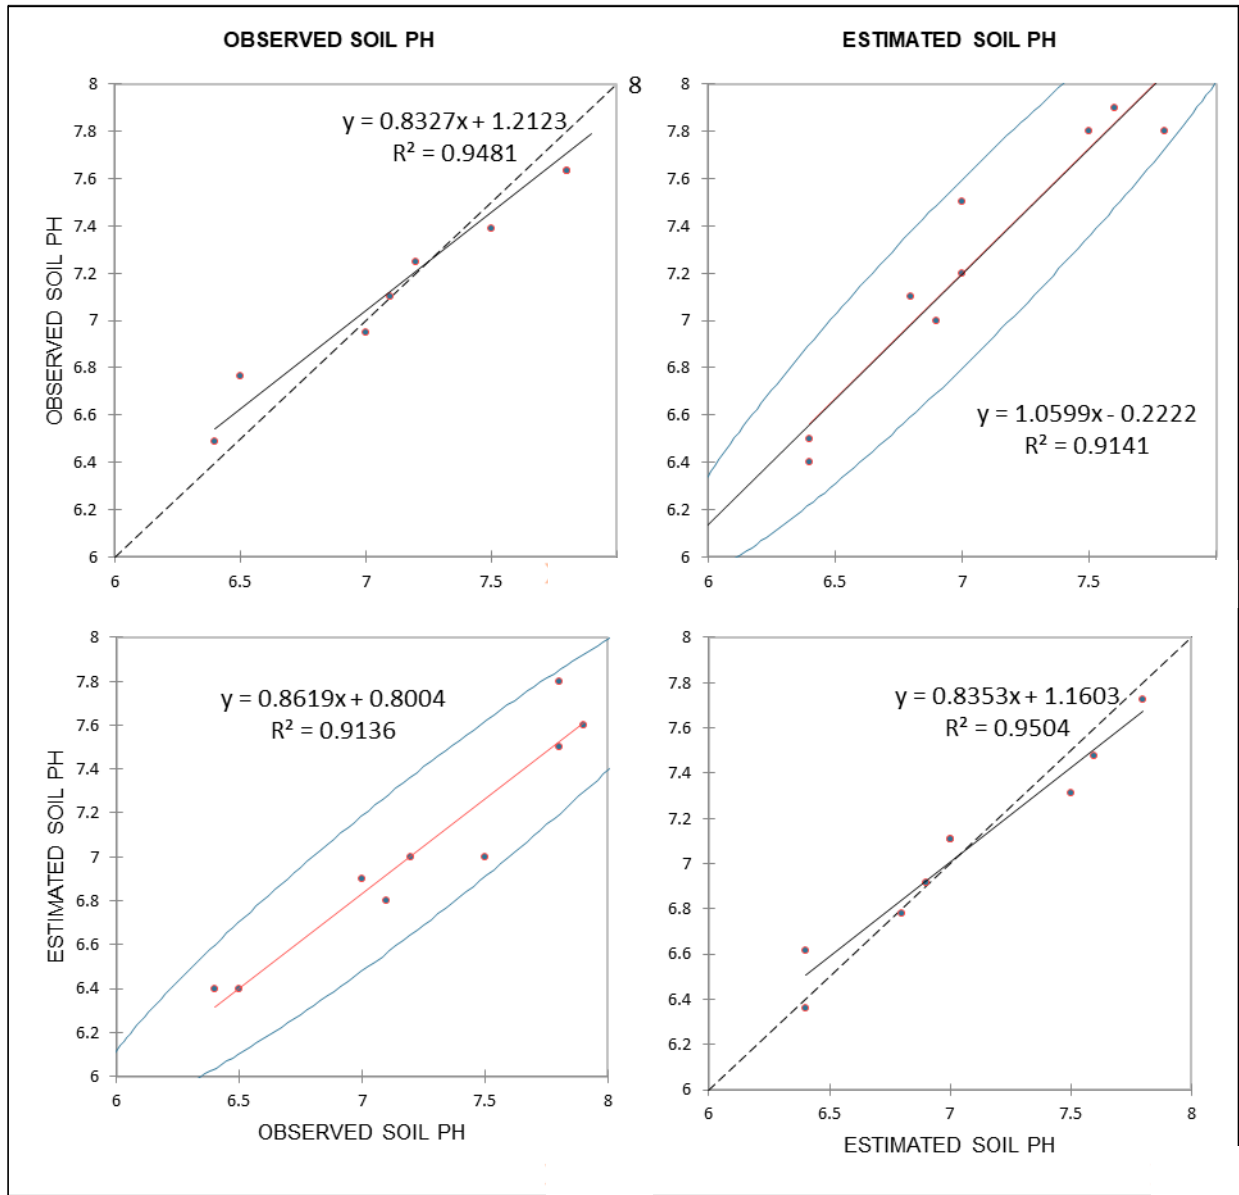 OBSERVED SOIL PH
ESTIMATED SOIL PH
OBSERVED SOIL PH
8
7.8
7.6
7.4
7.2
7
6.8
6.6
6.4
6.2
6
6 6.5 7 7.5
8
y = 0.8327x + 1.2123
R² = 0.9481
8
7.8
7.6
7.4
7.2
7
6.8
6.6
6.4
6.2
6
6 6.5 7 7.5
y = 1.0599x - 0.2222
R² = 0.9141
ESTIMATED SOIL PH
8
7.8
7.6
7.4
7.2
7
6.8
6.6
6.4
6.2
6
6 6.5 7 7.5 8
y = 0.8619x + 0.8004
R² = 0.9136
OBSERVED SOIL PH
8
7.8
7.6
7.4
7.2
7
6.8
6.6
6.4
6.2
6
6 6.5 7 7.5 8
y = 0.8353x + 1.1603
R² = 0.9504
ESTIMATED SOIL PH